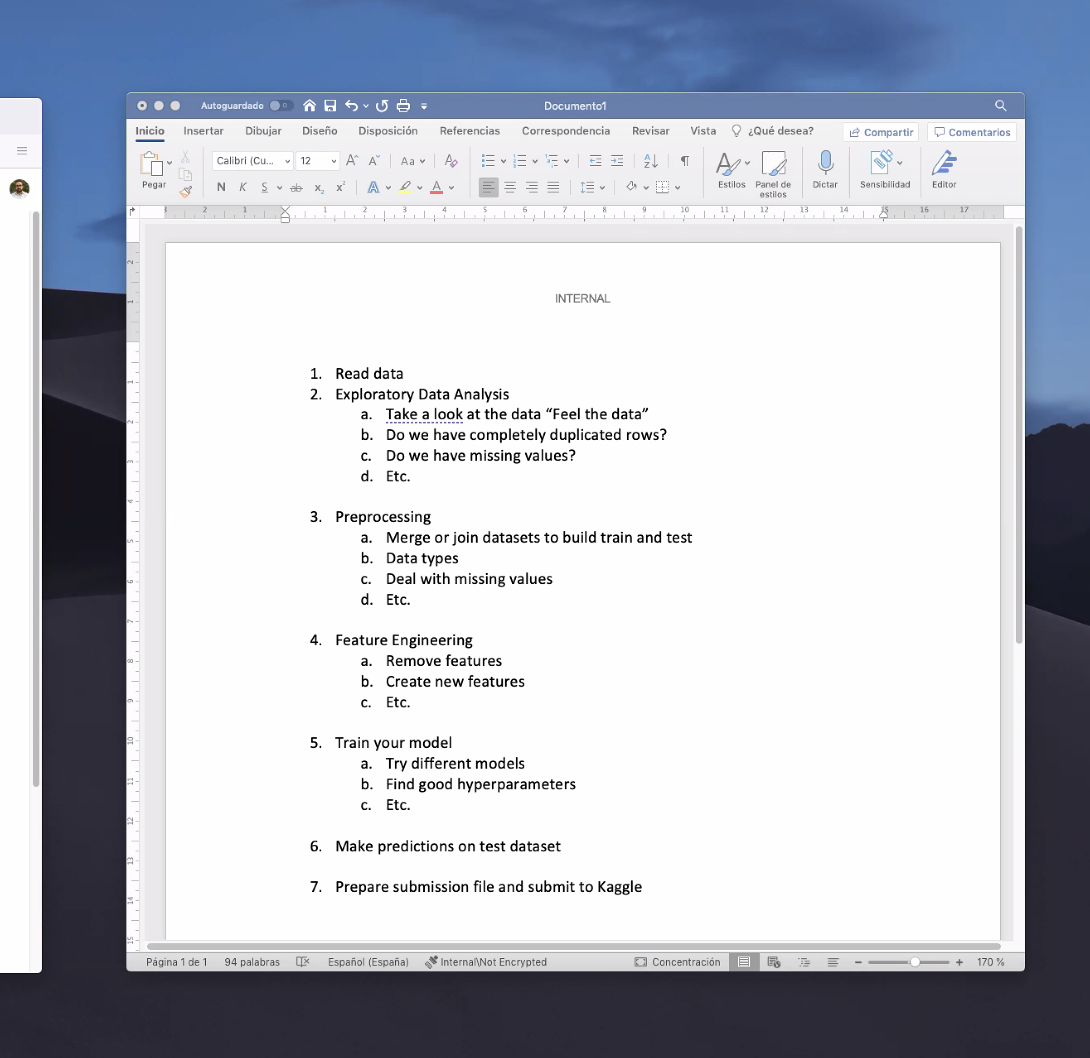 Autoguardado
Documento1
Inicio Insertar Dibujar Diseño Disposición Referencias Correspondencia Revisar Vista ¿Qué desea? Compartir Comentarios
Calibri (Cu... 12
Pegar
N K S ab x₂ x² A A
Estilos Panel de estilos Dictar Sensibilidad Editor
INTERNAL
1. Read data
2. Exploratory Data Analysis
a. Take a look at the data “Feel the data”
b. Do we have completely duplicated rows?
c. Do we have missing values?
d. Etc.
3. Preprocessing
a. Merge or join datasets to build train and test
b. Data types
c. Deal with missing values
d. Etc.
4. Feature Engineering
a. Remove features
b. Create new features
c. Etc.
5. Train your model
a. Try different models
b. Find good hyperparameters
c. Etc.
6. Make predictions on test dataset
7. Prepare submission file and submit to Kaggle
Página 1 de 1 94 palabras Español (España) Internal\Not Encrypted Concentración 170 %